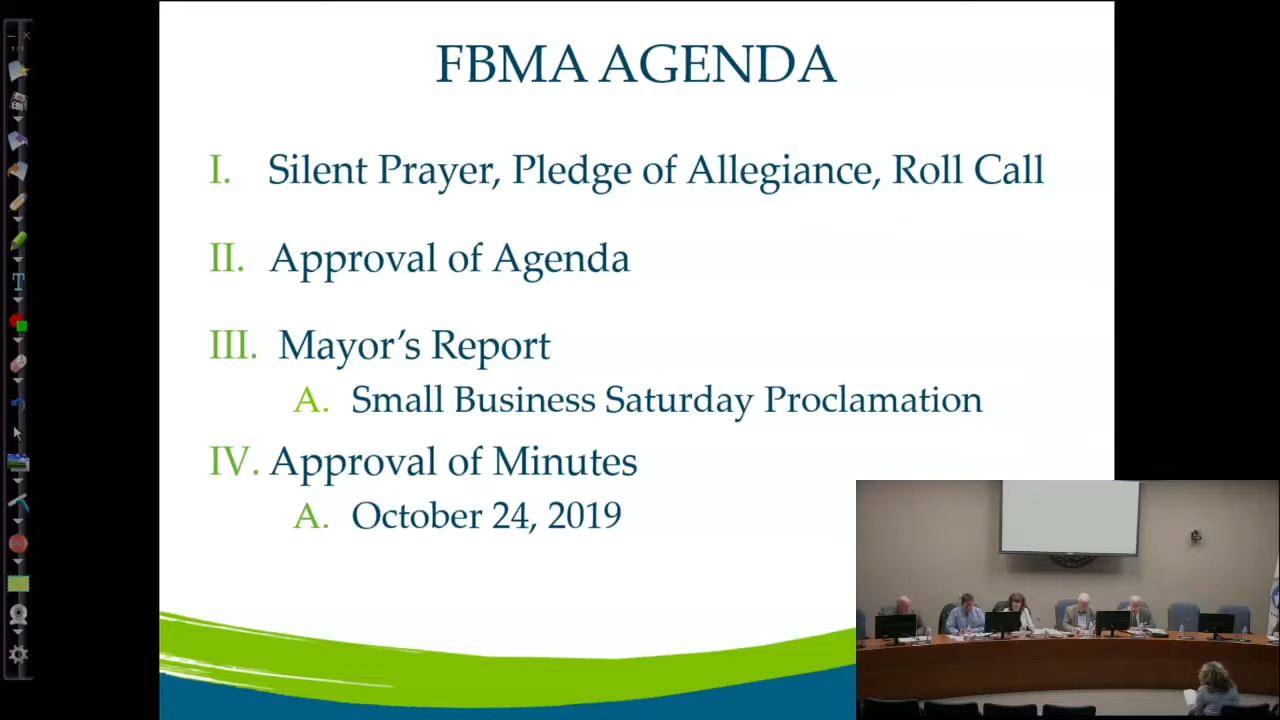 FBMA AGENDA
I. Silent Prayer, Pledge of Allegiance, Roll Call
II. Approval of Agenda
III. Mayor's Report
A. Small Business Saturday Proclamation
IV. Approval of Minutes
A. October 24, 2019